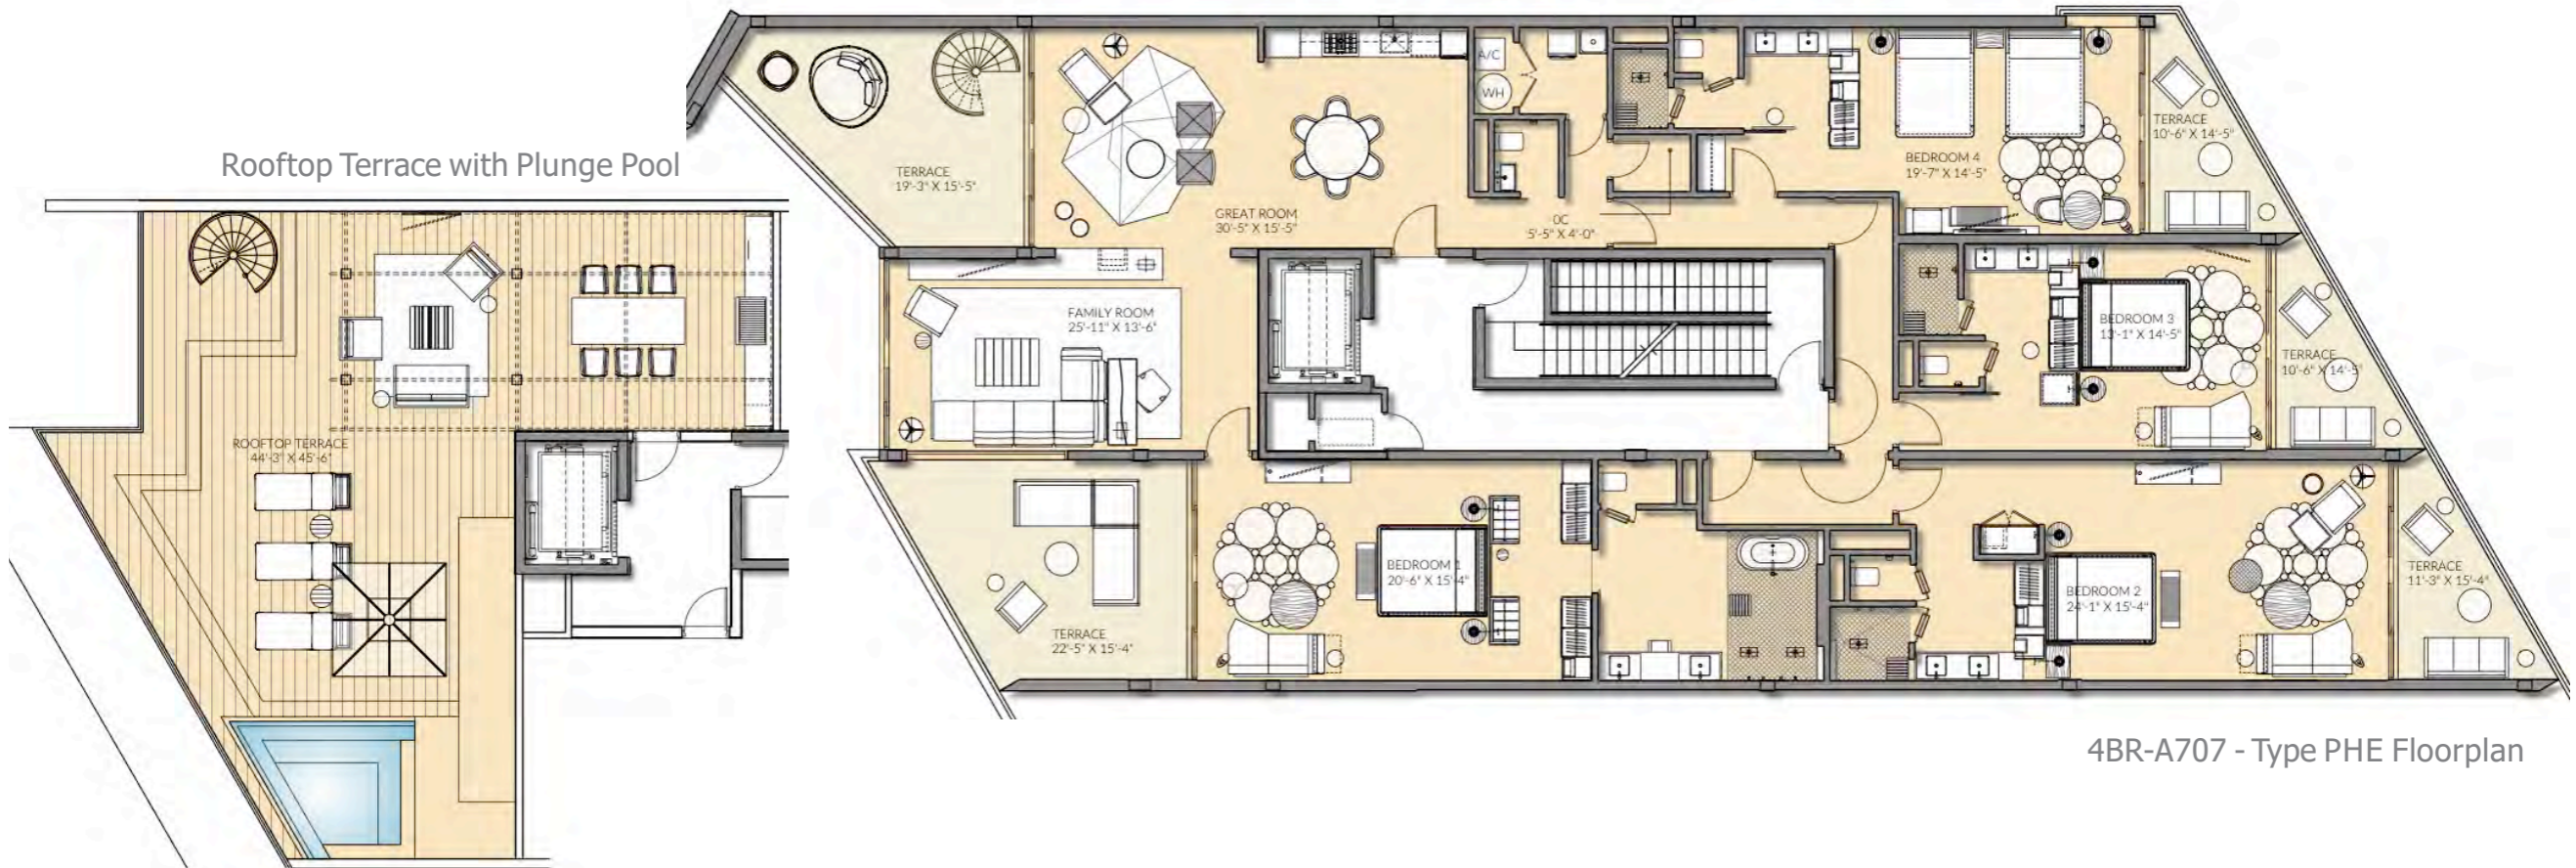 Rooftop Terrace with Plunge Pool
ROOFTOP TERRACE
44'-3" X 45'-6"
TERRACE
19'-3" X 15'-5"
GREAT ROOM
30'-5" X 15'-5"
A/C
WH
OC
5'-5" X 4'-0"
BEDROOM 4
19'-7" X 14'-5"
TERRACE
10'-6" X 14'-5"
FAMILY ROOM
25'-11" X 13'-6"
BEDROOM 3
13'-1" X 14'-5"
TERRACE
10'-6" X 14'-5"
TERRACE
22'-5" X 15'-4"
BEDROOM 1
20'-6" X 15'-4"
BEDROOM 2
24'-1" X 15'-4"
TERRACE
11'-3" X 15'-4"
4BR-A707 - Type PHE Floorplan